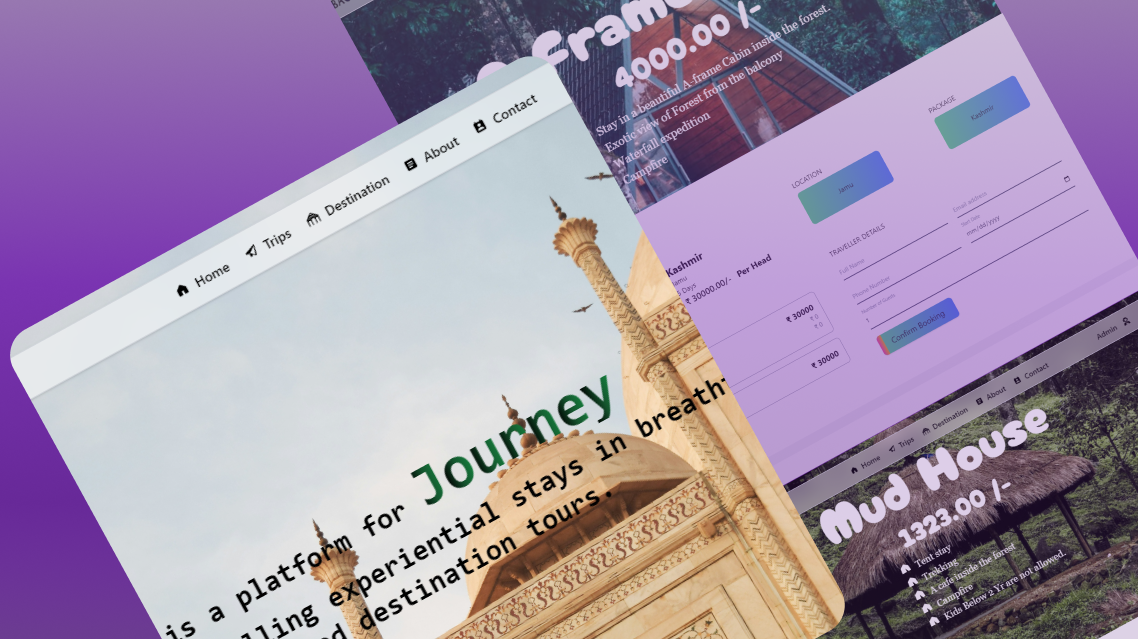 Home Trips Destination About Contact
Journey
is a platform for
lling experiential stays in breath
destination tours.
Frame
4000.00 /-
Stay in a beautiful A-frame Cabin inside the forest.
Exotic view of Forest from the balcony
Waterfall expedition
Campfire
LOCATION
Jamu
PACKAGE
Kashmir
Kashmir
Jamu
Days
₹ 30000.00/- Per Head
₹ 30000
₹ 0
₹ 0
₹ 30000
TRAVELLER DETAILS
Full Name
Email address
Phone Number
mm/dd/yyyy
Number of Guests
1
Confirm Booking
Home Trips Destination About Contact
Admin
Mud House
1323.00 /-
Tent stay
Trekking
A cafe inside the forest
Campfire
Kids Below 2 Yr are not allowed.